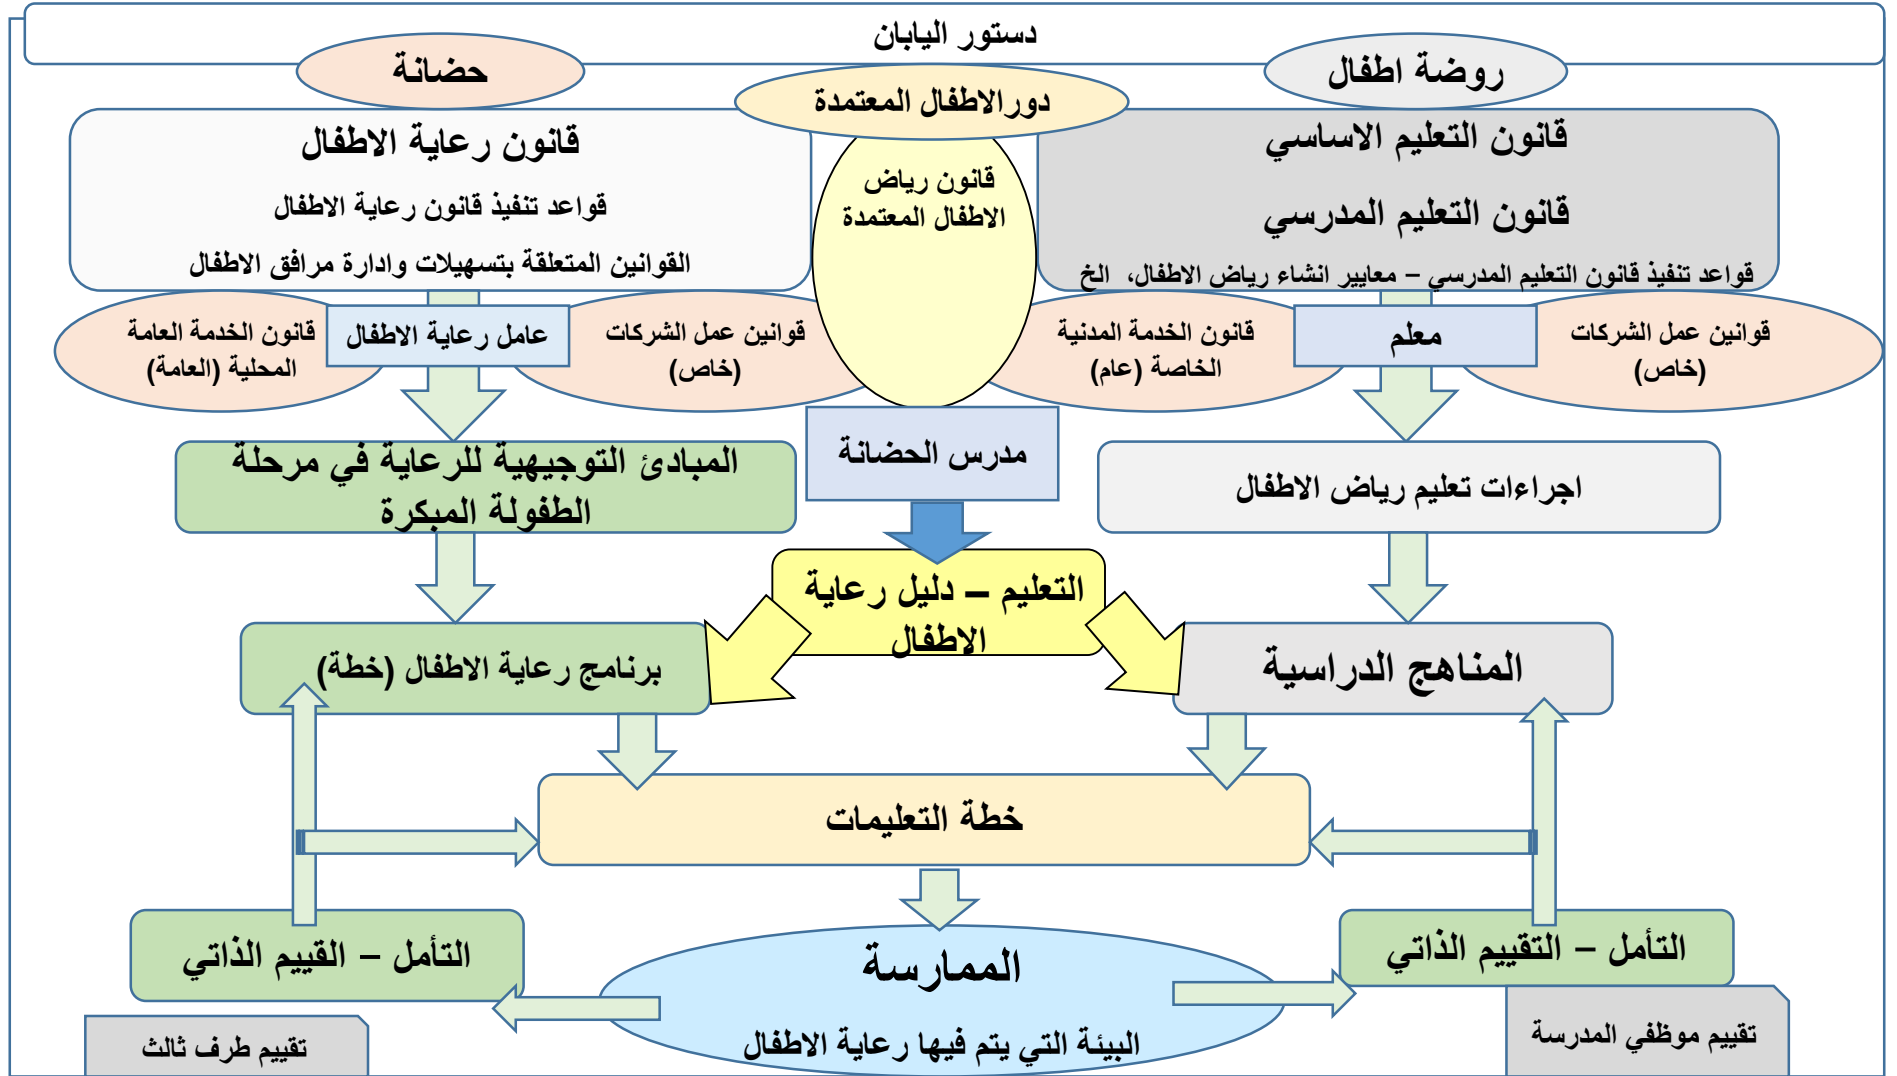 دستور اليابان
روضة اطفال
دورالاطفال المعتمدة
حضانة
قانون التعليم الاساسي
قانون التعليم المدرسي
قواعد تنفيذ قانون التعليم المدرسي – معايير انشاء رياض الاطفال، الخ
قانون رياض
الاطفال المعتمدة
قانون رعاية الاطفال
قواعد تنفيذ قانون رعاية الاطفال
القوانين المتعلقة بتسهيلات وادارة مرافق الاطفال
قوانين عمل الشركات
(خاص)
معلم
قانون الخدمة المدنية
الخاصة (عام)
قوانين عمل الشركات
(خاص)
عامل رعاية الاطفال
قانون الخدمة العامة
المحلية (العامة)
اجراءات تعليم رياض الاطفال
مدرس الحضانة
المبادئ التوجيهية للرعاية في مرحلة
الطفولة المبكرة
التعليم – دليل رعاية
الاطفال
المناهج الدراسية
برنامج رعاية الاطفال (خطة)
خطة التعليمات
التأمل – التقييم الذاتي
الممارسة
البيئة التي يتم فيها رعاية الاطفال
التأمل – القييم الذاتي
تقييم موظفي المدرسة
تقييم طرف ثالث